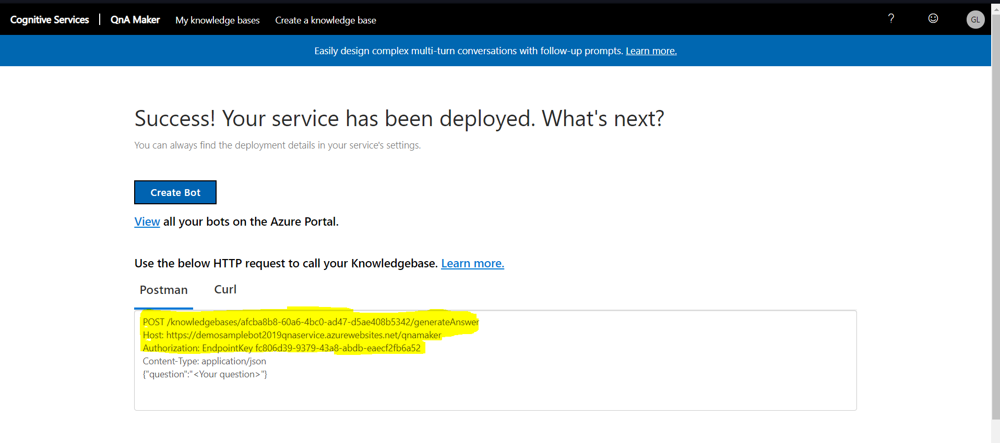 Cognitive Services | QnA Maker My knowledge bases Create a knowledge base ? GL
Easily design complex multi-turn conversations with follow-up prompts. Learn more.
Success! Your service has been deployed. What's next?
You can always find the deployment details in your service's settings.
Create Bot
View all your bots on the Azure Portal.
Use the below HTTP request to call your Knowledgebase. Learn more.
Postman Curl
POST /knowledgebases/afcba8b8-60a6-4bc0-ad47-d5ae408b5342/generateAnswer
Host: https://demosamplebot2019qnaservice.azurewebsites.net/qnamaker
Authorization: EndpointKey fc806d39-9379-43a8-abdb-eaecf2fb6a52
Content-Type: application/json
{"question":"<Your question>"}